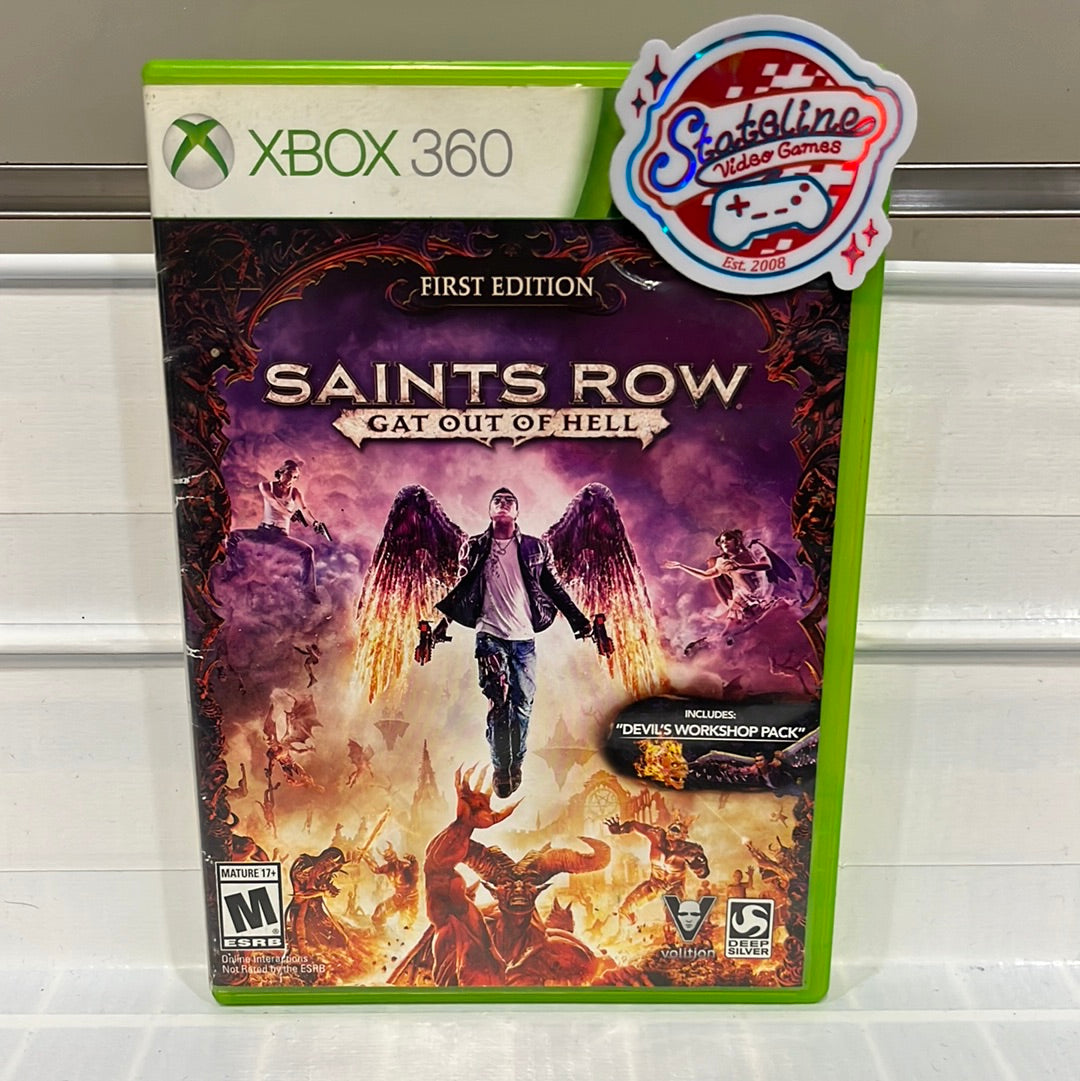 XBOX 360
Stateline
Video Games
Est. 2008
FIRST EDITION
SAINTS ROW
GAT OUT OF HELL
INCLUDES:
"DEVIL'S WORKSHOP PACK"
MATURE 17+
M
ESRB
Online Interactions
Not Rated by the ESRB
volition
DEEP
SILVER